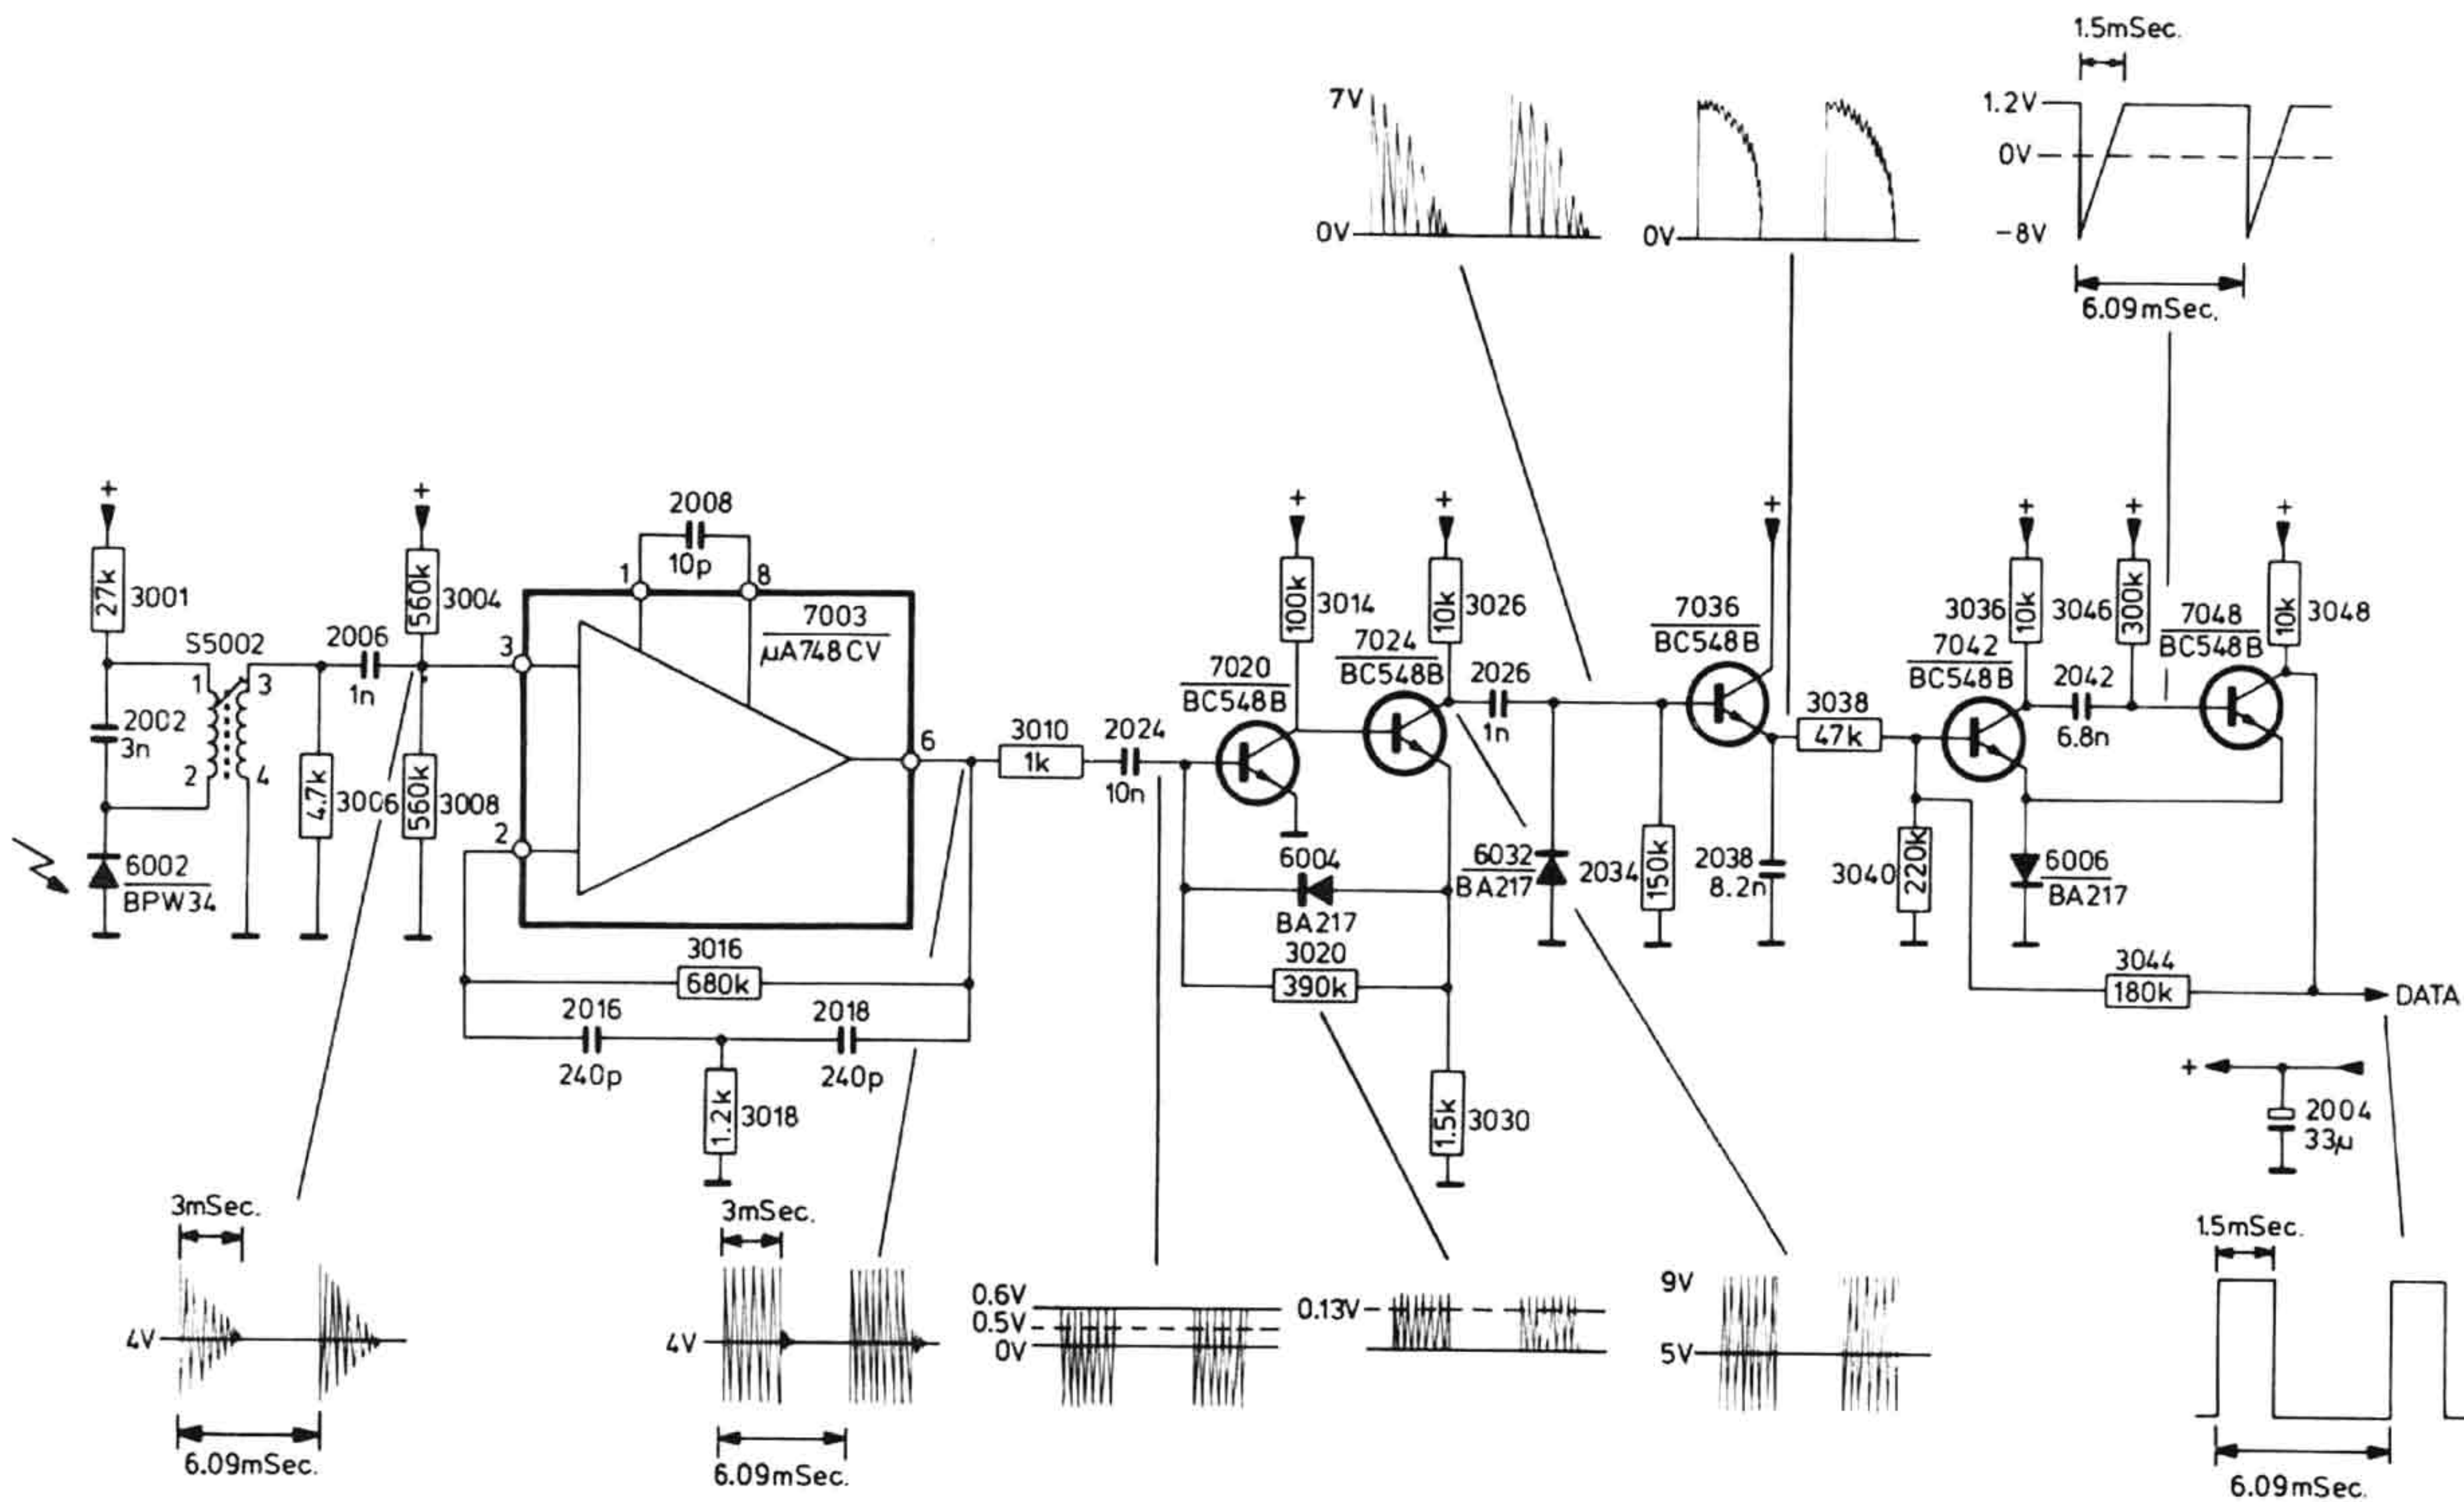 1.5mSec.
7V
1.2V
0V
0V
0V
-8V
6.09mSec.
+
+
+
+
+
+
+
+
2008
10p
1
8
27k
3001
560k
3004
S5002
2006
1n
3
7003
µA748CV
1
3
2
4
2002
3n
4.7k
3006
560k
3008
6002
BPW34
2
6
3010
1k
2024
10n
100k
3014
7020
BC548B
10k
3026
7024
BC548B
2026
1n
7036
BC548B
3038
47k
3036
10k
7042
BC548B
3046
300k
2042
6.8n
7048
BC548B
10k
3048
6004
BA217
3020
390k
6032
BA217
2034
150k
2038
8.2n
3040
220k
6006
BA217
3044
180k
DATA
3016
680k
2016
240p
2018
240p
1.2k
3018
1.5k
3030
+
2004
33µ
3mSec.
4V
6.09mSec.
3mSec.
4V
6.09mSec.
0.6V
0.5V
0V
0.13V
9V
5V
1.5mSec.
6.09mSec.